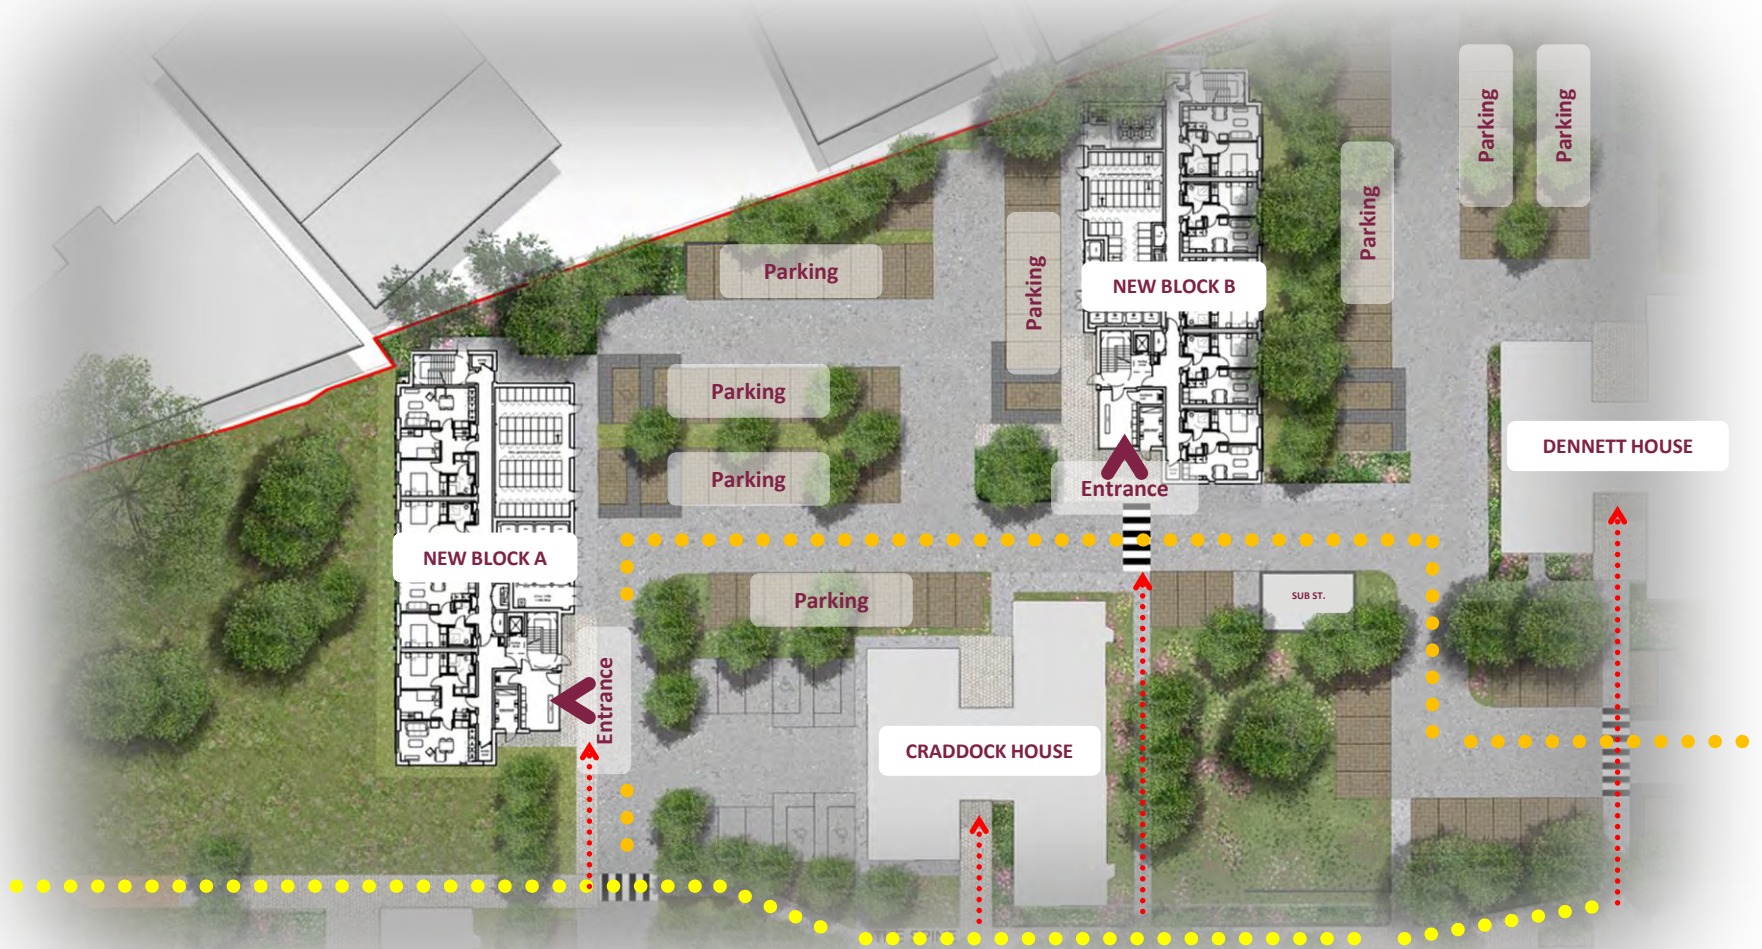 Parking
Parking
Parking
Parking
Parking
Parking
NEW BLOCK B
Parking
Parking
DENNETT HOUSE
Entrance
NEW BLOCK A
Parking
SUB ST.
Entrance
CRADDOCK HOUSE